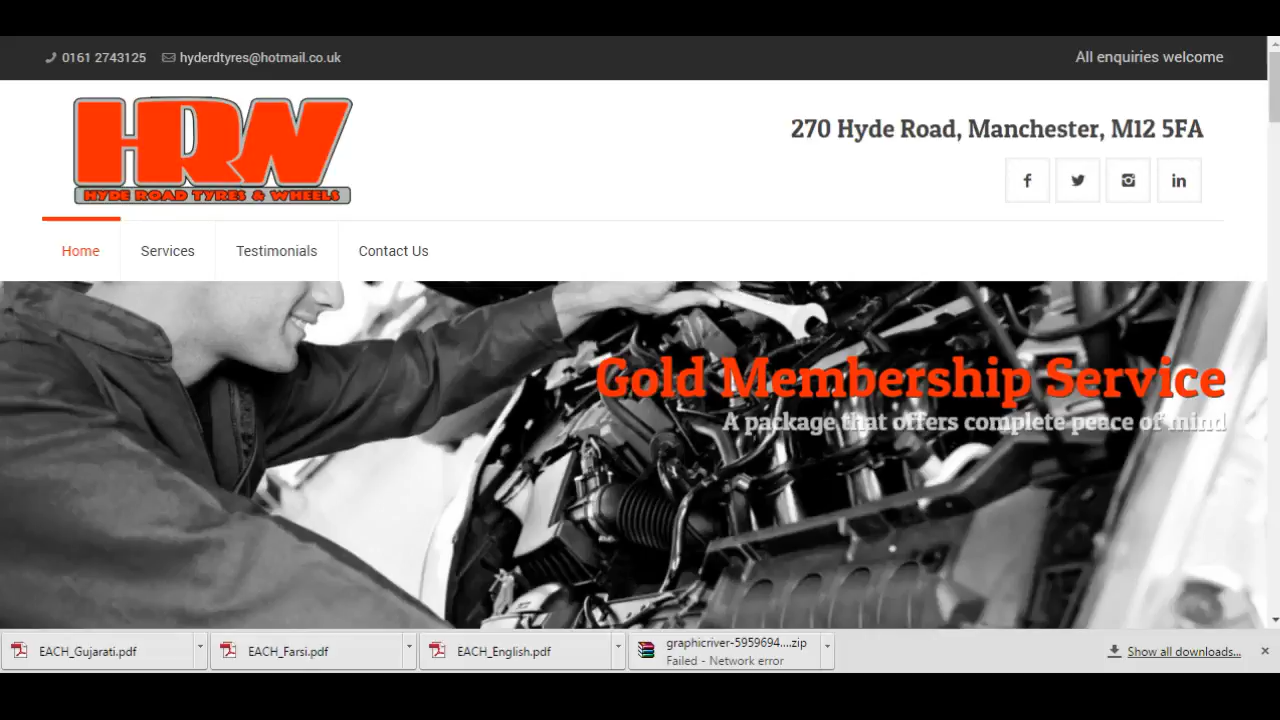 0161 2743125 hyderdtyres@hotmail.co.uk All enquiries welcome
HRW
HYDE ROAD TYRES & WHEELS
270 Hyde Road, Manchester, M12 5FA
f in
Home Services Testimonials Contact Us
Gold Membership Service
A package that offers complete peace of mind
EACH_Gujarati.pdf EACH_Farsi.pdf EACH_English.pdf graphicriver-5959694....zip Show all downloads...
Failed - Network error